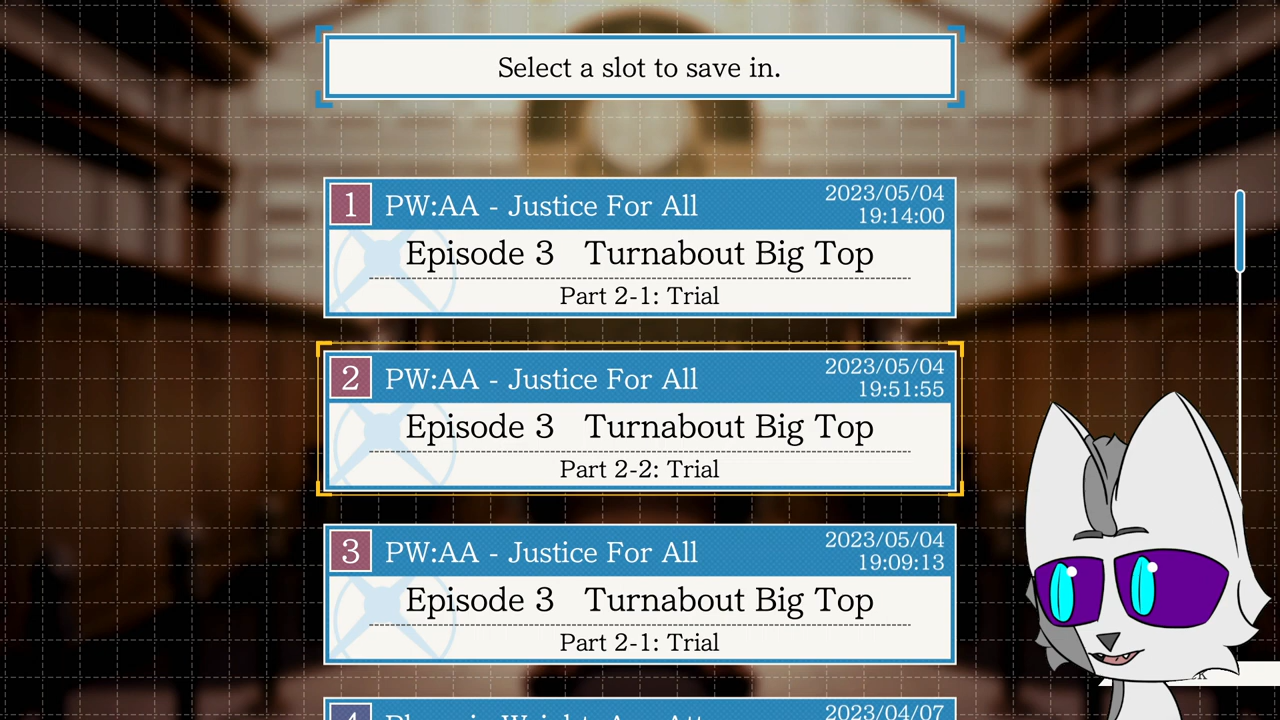 Select a slot to save in.
1 PW:AA - Justice For All 2023/05/04 19:14:00
Episode 3 Turnabout Big Top
Part 2-1: Trial
2 PW:AA - Justice For All 2023/05/04 19:51:55
Episode 3 Turnabout Big Top
Part 2-2: Trial
3 PW:AA - Justice For All 2023/05/04 19:09:13
Episode 3 Turnabout Big Top
Part 2-1: Trial
4 2023/04/07